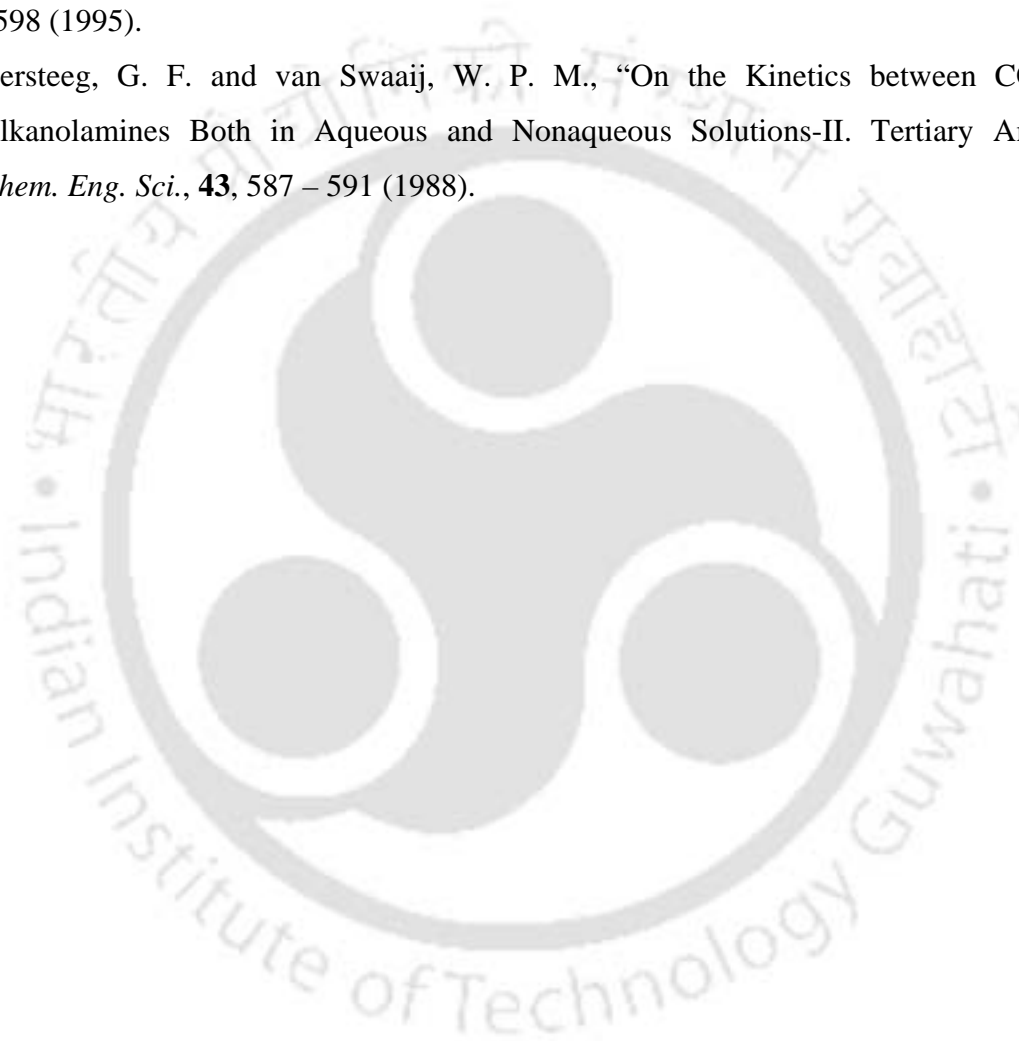 598 (1995).
ersteeg, G. F. and van Swaaij, W. P. M., “On the Kinetics between C
lkanolamines Both in Aqueous and Nonaqueous Solutions-II. Tertiary A
hem. Eng. Sci., 43, 587 – 591 (1988).
भारतीय प्रौद्योगिकी संस्थान गुवाहाटी
• Indian Institute of Technology Guwahati •